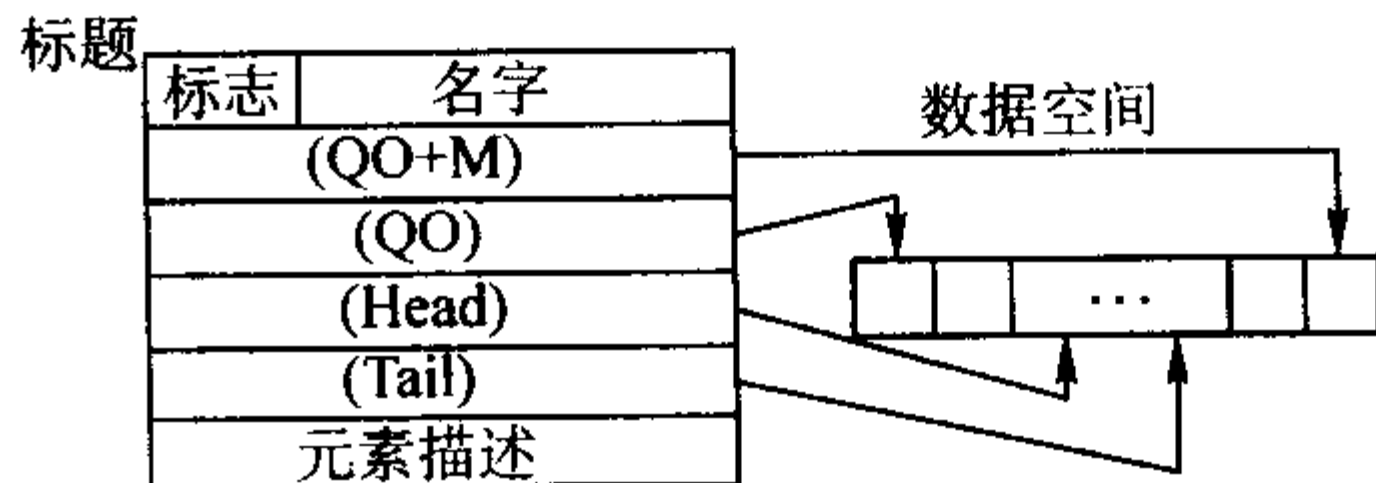 标题
标志 名字
数据空间
(QO+M)
(QO)
(Head)
...
(Tail)
元素描述